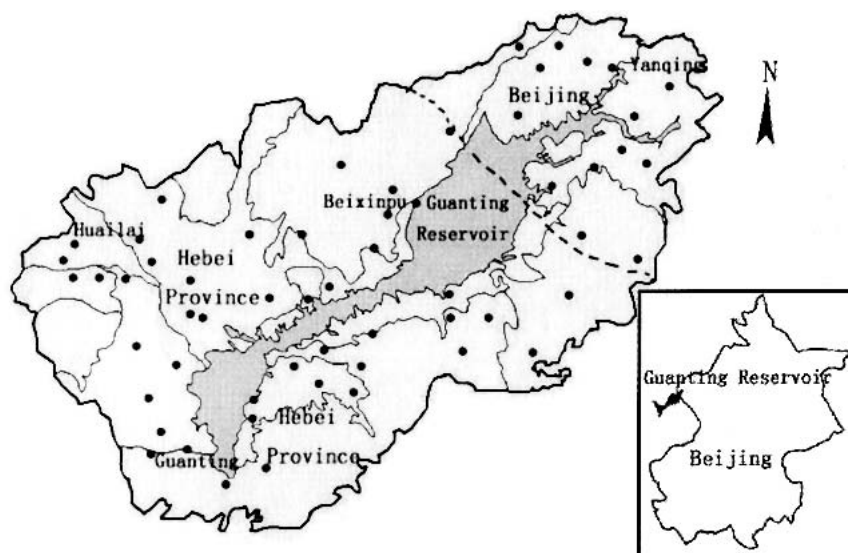 Yanqing
N
Beijing
Beixinpu
Guanting
Reservoir
Huailai
Hebei
Province
Hebei
Province
Guanting
Guanting Reservoir
Beijing